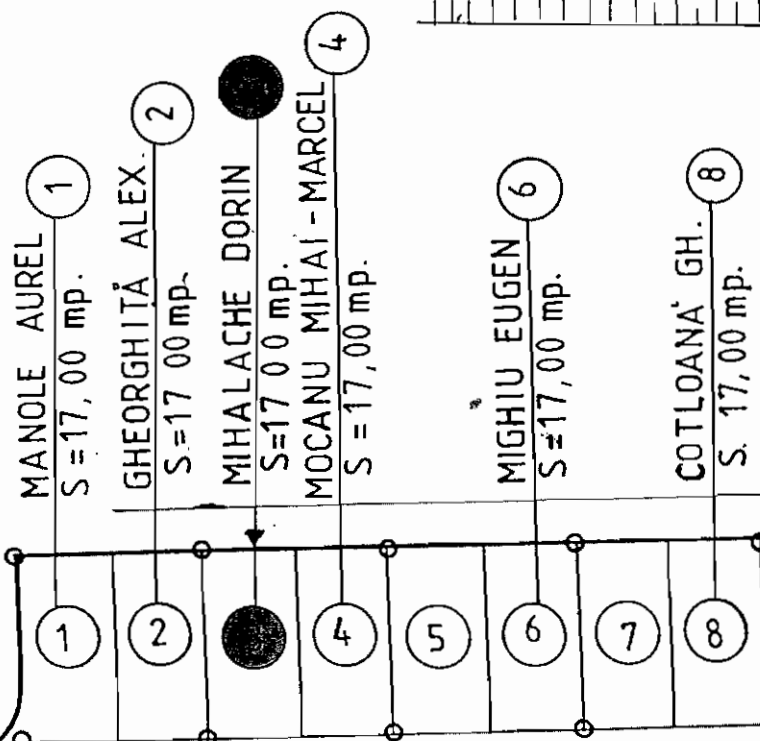 MANOLE AUREL
S=17,00 mp.
1
GHEORGHIȚĂ ALEX.
S=17 00 mp.
2
MIHALACHE DORIN
S=17 00 mp.
MOCANU MIHAI-MARCEL
S=17,00 mp.
4
MIGHIU EUGEN
S=17,00 mp.
6
COTLOANĂ GH.
S. 17,00 mp.
8
1
2
4
5
6
7
8